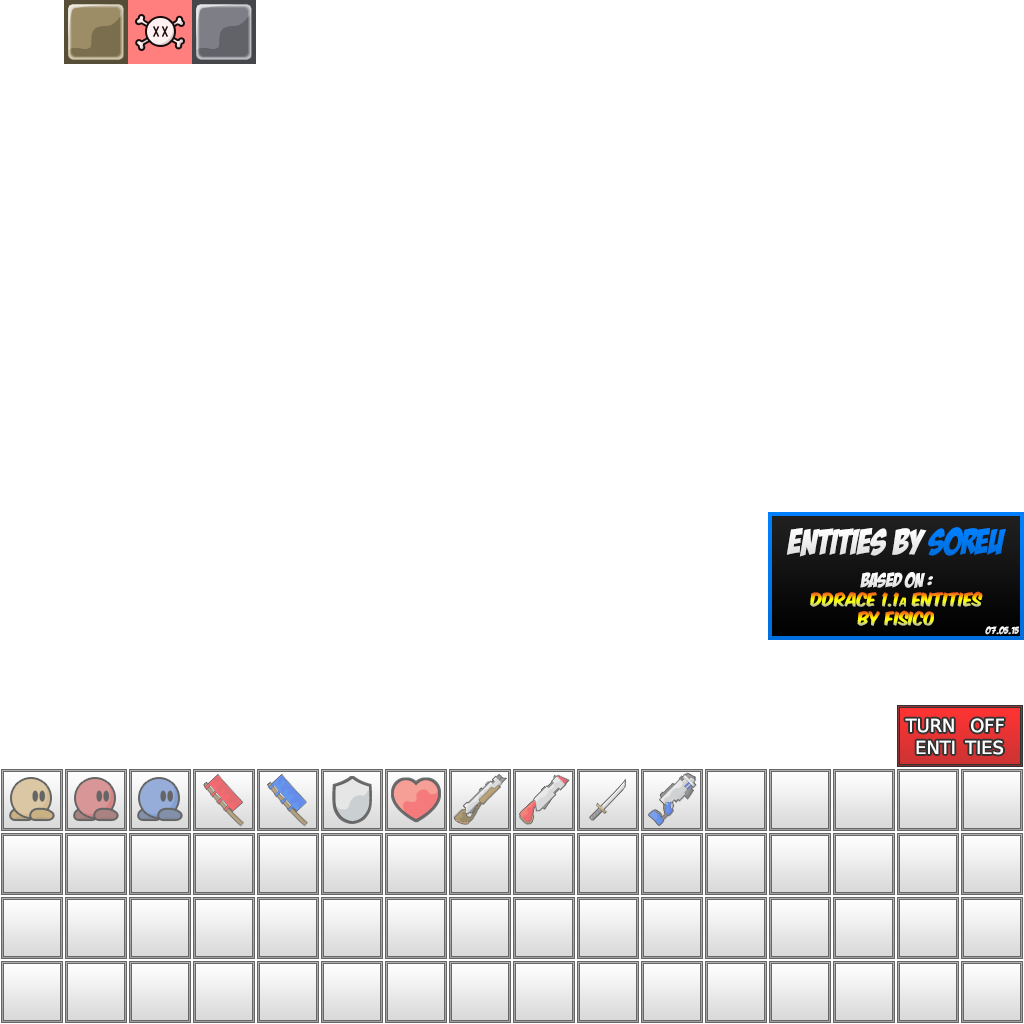 ENTITIES BY SOREU
BASED ON :
DDRACE 1.1A ENTITIES
BY FISICO
07.05.15
TURN OFF
ENTI TIES